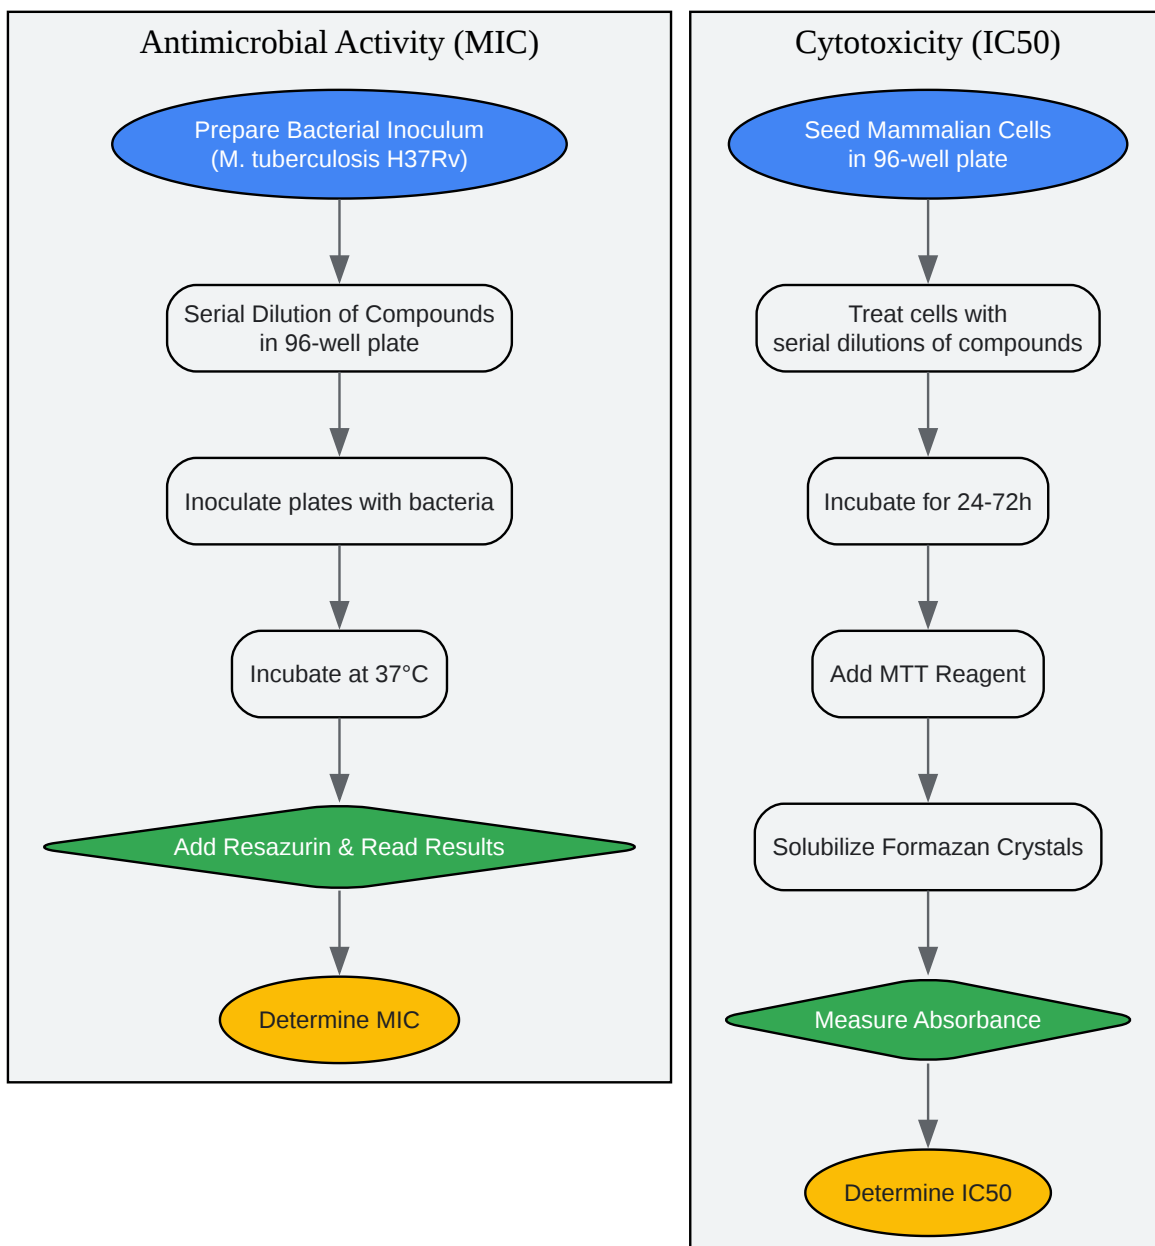 Antimicrobial Activity (MIC)
Prepare Bacterial Inoculum
(M. tuberculosis H37Rv)
Serial Dilution of Compounds
in 96-well plate
Inoculate plates with bacteria
Incubate at 37°C
Add Resazurin & Read Results
Determine MIC
Cytotoxicity (IC50)
Seed Mammalian Cells
in 96-well plate
Treat cells with
serial dilutions of compounds
Incubate for 24-72h
Add MTT Reagent
Solubilize Formazan Crystals
Measure Absorbance
Determine IC50